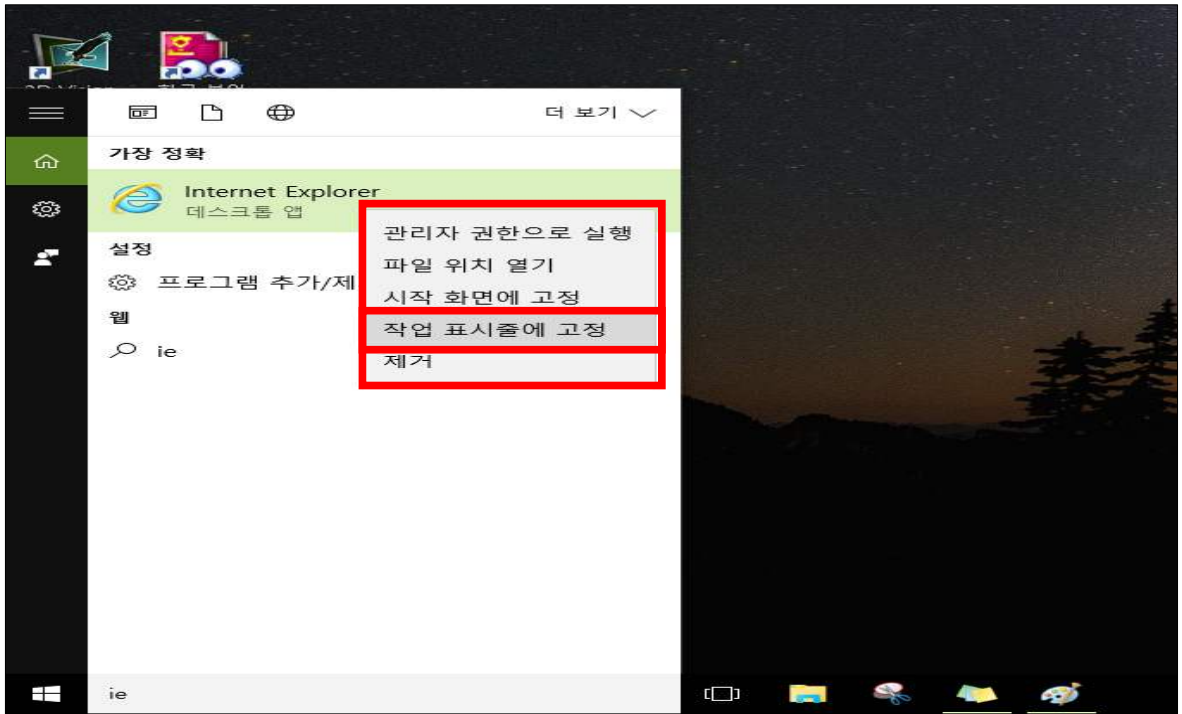 더 보기
가장 정확
Internet Explorer
데스크톱 앱
관리자 권한으로 실행
설정
파일 위치 열기
프로그램 추가/제
시작 화면에 고정
웹
작업 표시줄에 고정
ie
제거
ie